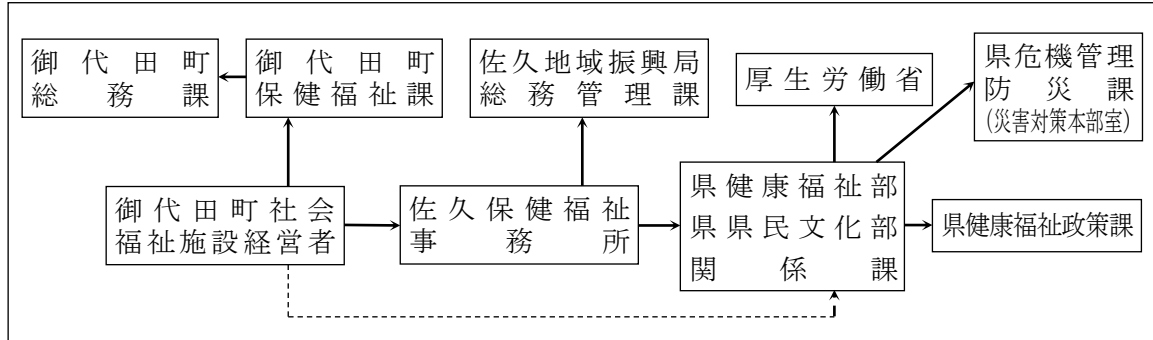 御代田町
総務課
御代田町
保健福祉課
佐久地域振興局
総務管理課
厚生労働省
県危機管理
防災課
(災害対策本部室)
御代田町社会
福祉施設経営者
佐久保健福祉
事務所
県健康福祉部
県県民文化部
関係課
県健康福祉政策課